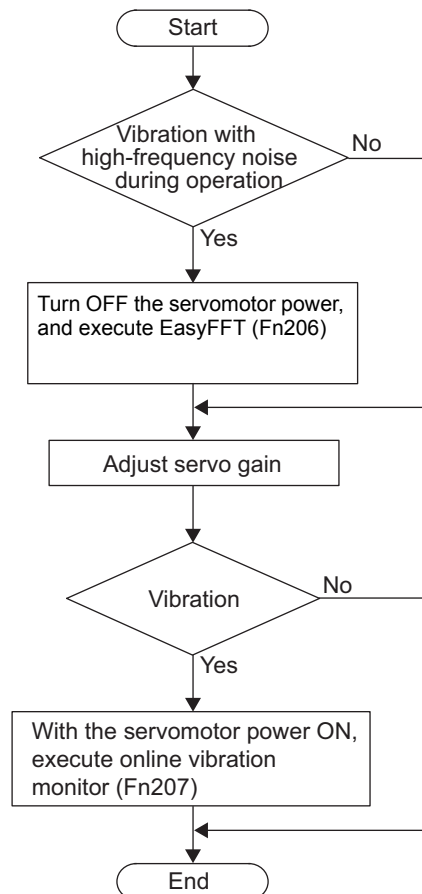 Start
Vibration with
high-frequency noise
during operation
No
Yes
Turn OFF the servomotor power,
and execute EasyFFT (Fn206)
Adjust servo gain
Vibration
No
Yes
With the servomotor power ON,
execute online vibration
monitor (Fn207)
End